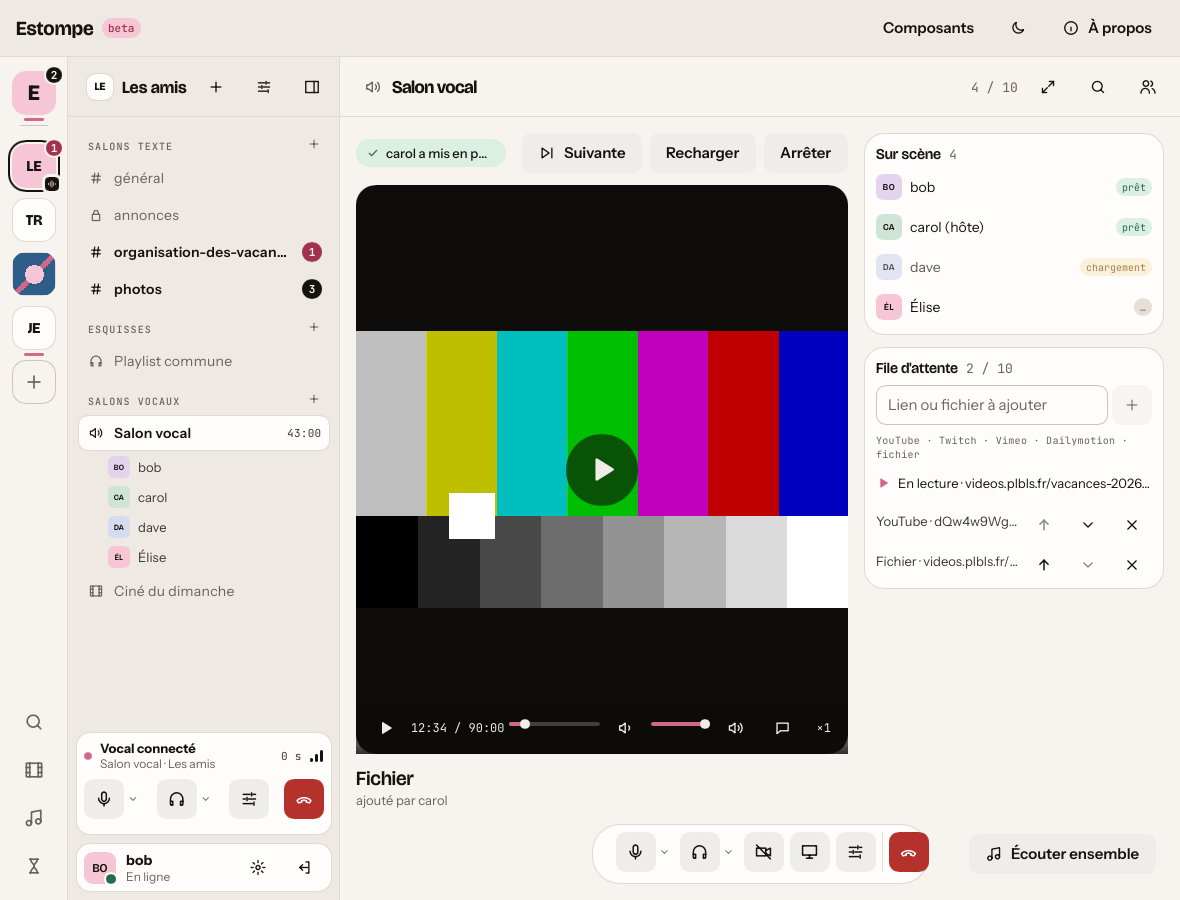 Estompe beta
Composants
À propos
E 2
LE 1
TR
JE
LE Les amis
SALONS TEXTE
général
annonces
organisation-des-vacan... 1
photos 3
ESQUISSES
Playlist commune
SALONS VOCAUX
Salon vocal 43:00
BO bob
CA carol
DA dave
ÉL Élise
Ciné du dimanche
Vocal connecté
Salon vocal · Les amis
0 s
BO bob
En ligne
Salon vocal
4 / 10
carol a mis en p...
Suivante
Recharger
Arrêter
12:34 / 90:00
×1
Fichier
ajouté par carol
Sur scène 4
BO bob prêt
CA carol (hôte) prêt
DA dave chargement
ÉL Élise …
File d'attente 2 / 10
Lien ou fichier à ajouter
YouTube · Twitch · Vimeo · Dailymotion ·
fichier
En lecture · videos.plbls.fr/vacances-2026...
YouTube · dQw4w9Wg...
Fichier · videos.plbls.fr/...
Écouter ensemble